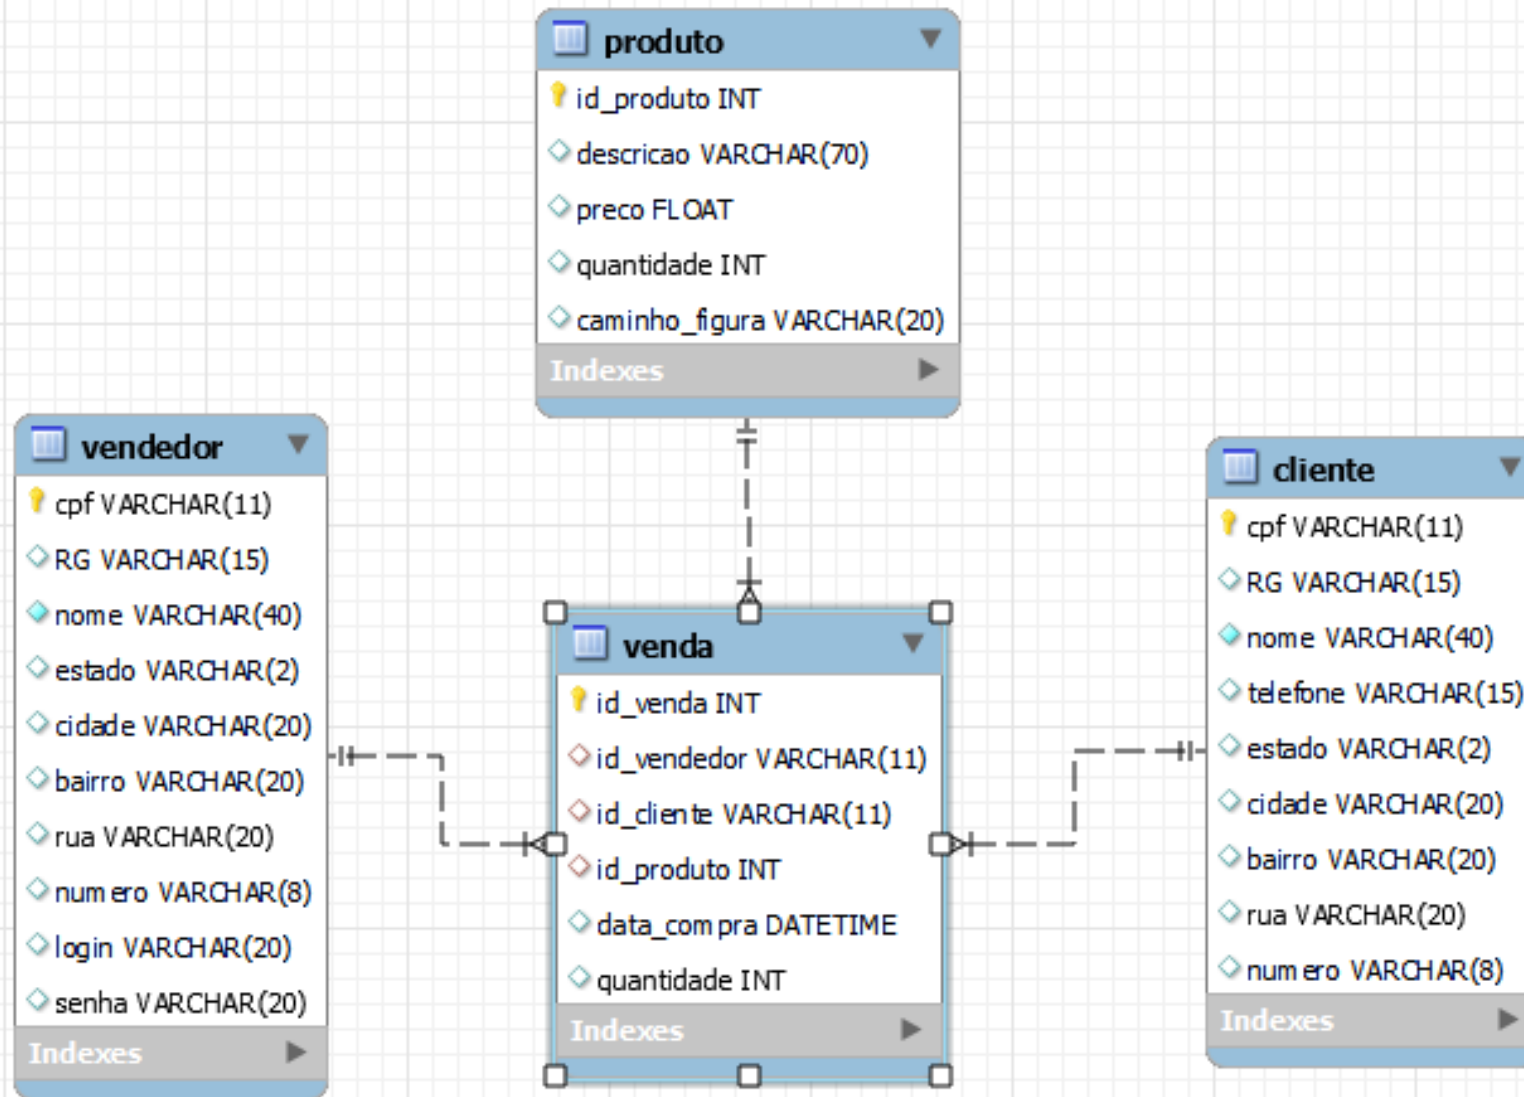 produto
id_produto INT
descricao VARCHAR(70)
preco FLOAT
quantidade INT
caminho_figura VARCHAR(20)
Indexes
vendedor
cpf VARCHAR(11)
RG VARCHAR(15)
nome VARCHAR(40)
estado VARCHAR(2)
cidade VARCHAR(20)
bairro VARCHAR(20)
rua VARCHAR(20)
numero VARCHAR(8)
login VARCHAR(20)
senha VARCHAR(20)
Indexes
venda
id_venda INT
id_vendedor VARCHAR(11)
id_cliente VARCHAR(11)
id_produto INT
data_compra DATETIME
quantidade INT
Indexes
cliente
cpf VARCHAR(11)
RG VARCHAR(15)
nome VARCHAR(40)
telefone VARCHAR(15)
estado VARCHAR(2)
cidade VARCHAR(20)
bairro VARCHAR(20)
rua VARCHAR(20)
numero VARCHAR(8)
Indexes